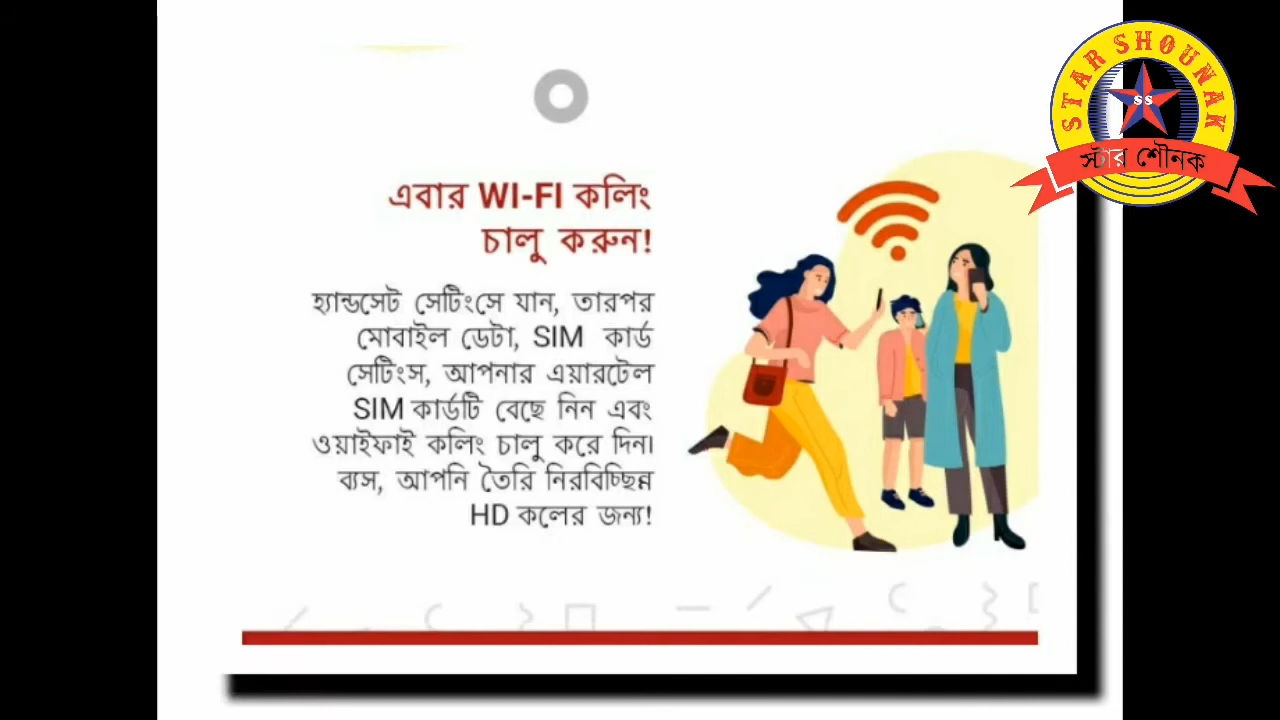 STAR SHOUNAK
SS
স্টার শৌনক
এবার WI-FI কলিং
চালু করুন!
হ্যান্ডসেট সেটিংসে যান, তারপর
মোবাইল ডেটা, SIM কার্ড
সেটিংস, আপনার এয়ারটেল
SIM কার্ডটি বেছে নিন এবং
ওয়াইফাই কলিং চালু করে দিন।
ব্যস, আপনি তৈরি নিরবিচ্ছিন্ন
HD কলের জন্য!